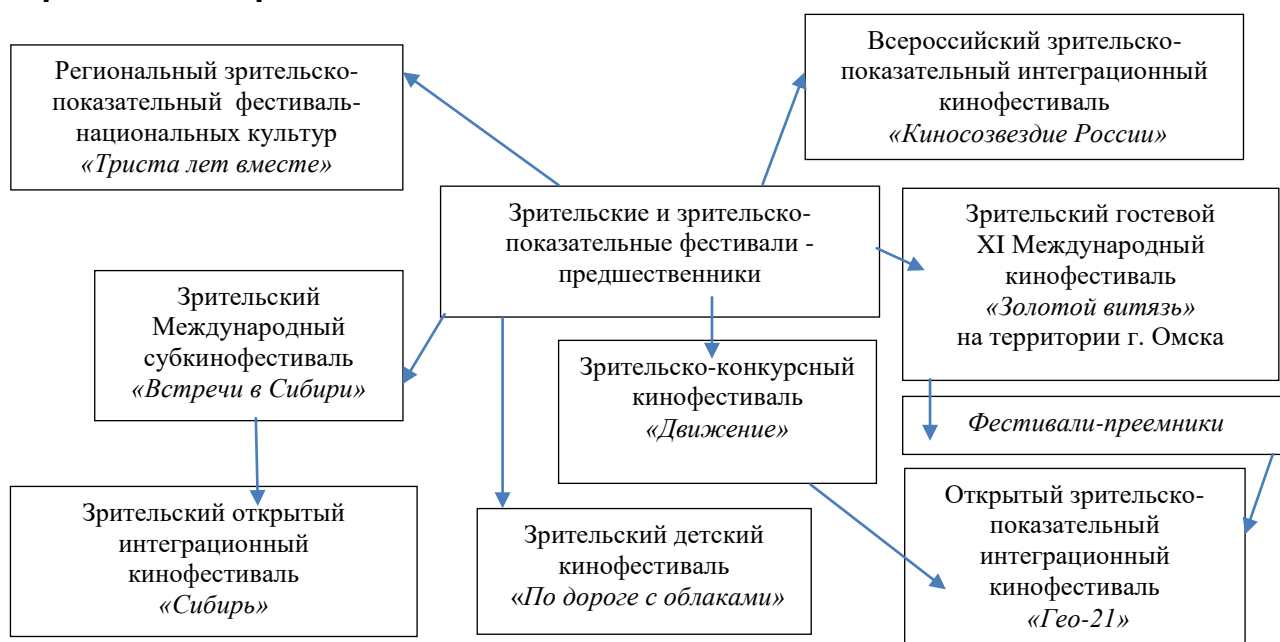 Региональный зрительско-
показательный фестиваль-
национальных культур
«Триста лет вместе»
Всероссийский зрительско-
показательный интеграционный
кинофестиваль
«Киносозвездие России»
Зрительские и зрительско-
показательные фестивали -
предшественники
Зрительский гостевой
XI Международный
кинофестиваль
«Золотой витязь»
на территории г. Омска
Зрительский
Международный
субкинофестиваль
«Встречи в Сибири»
Зрительско-конкурсный
кинофестиваль
«Движение»
Фестивали-преемники
Зрительский открытый
интеграционный
кинофестиваль
«Сибирь»
Зрительский детский
кинофестиваль
«По дороге с облаками»
Открытый зрительско-
показательный
интеграционный
кинофестиваль
«Гео-21»